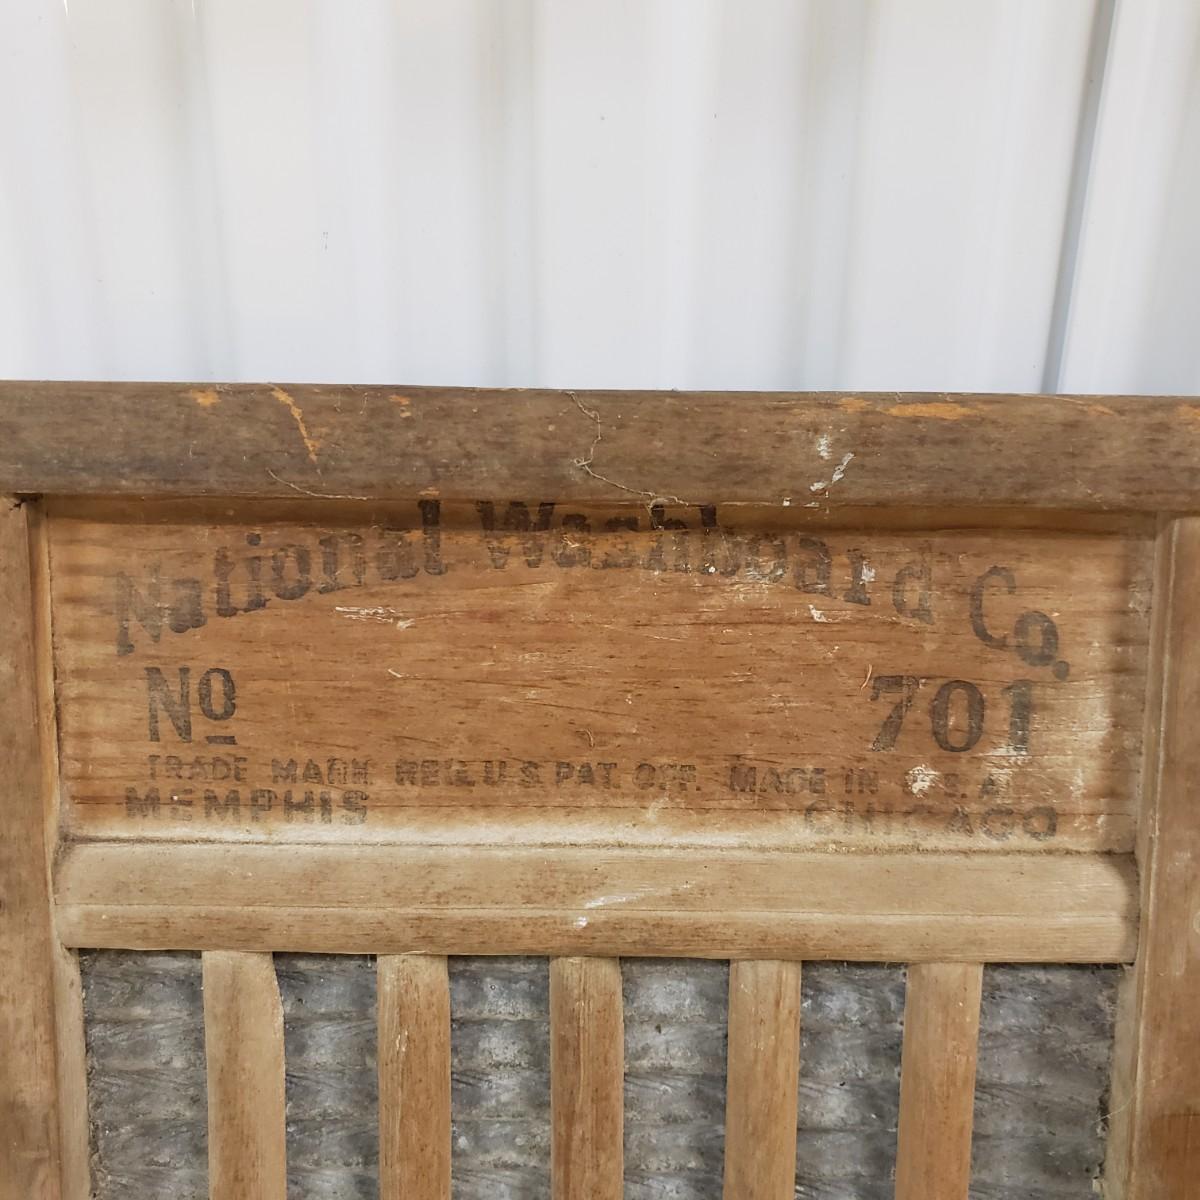 National Washboard Co.
No 701
TRADE MARK REG. U.S. PAT. OFF. MADE IN U.S.A.
MEMPHIS CHICAGO